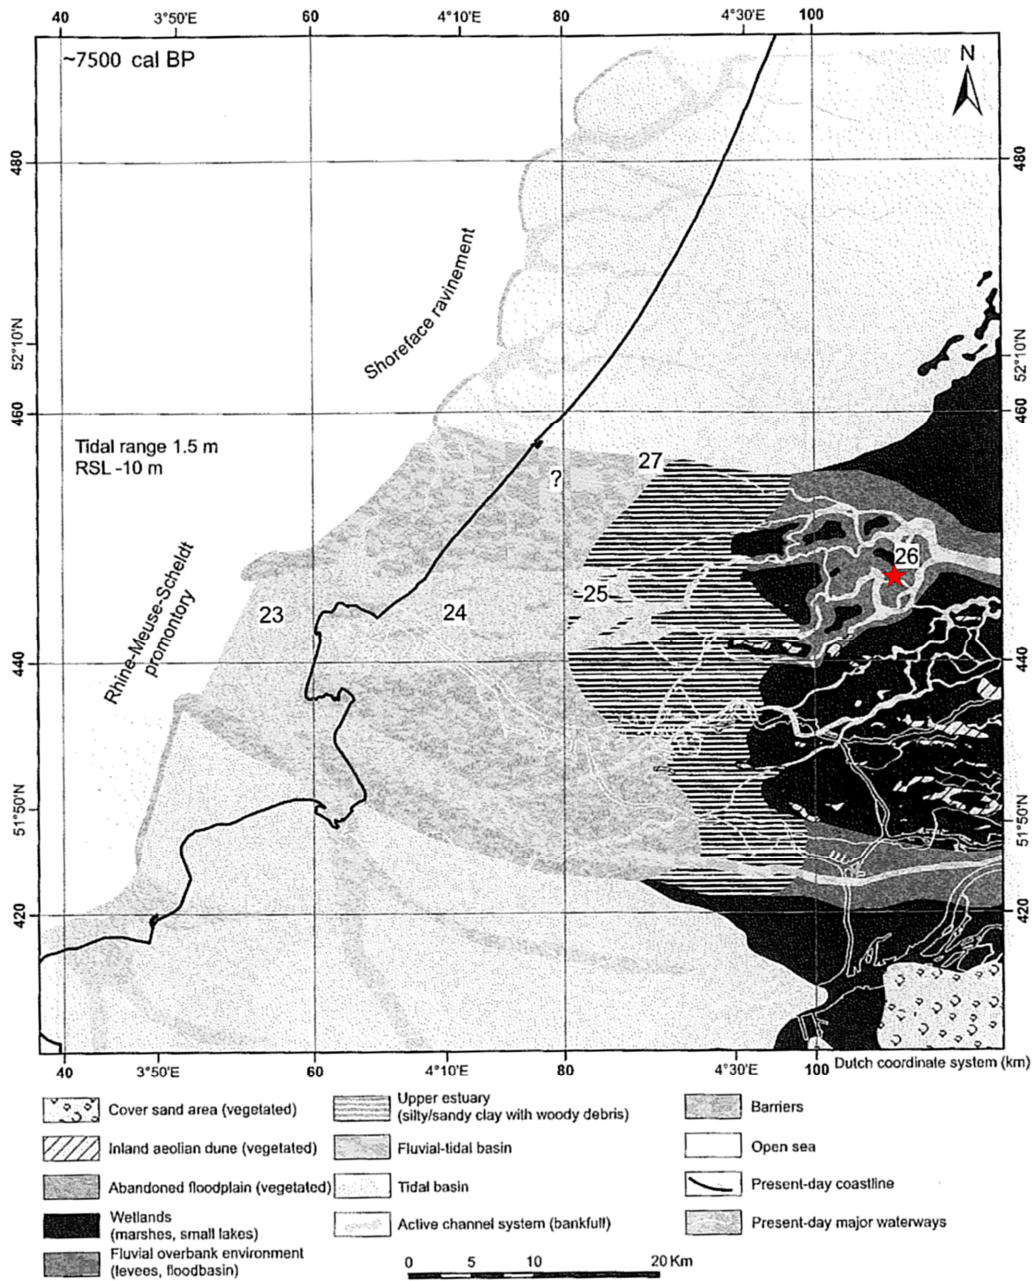 40 3°50'E 60 4°10'E 80 4°30'E 100
~7500 cal BP
N
480 480
Shoreface ravinement
52°10'N 52°10'N
460 460
Tidal range 1.5 m
RSL -10 m
27
?
26
25
Rhine-Meuse-Scheldt
promontory
23 24
440 440
51°50'N 51°50'N
420 420
40 3°50'E 60 4°10'E 80 4°30'E 100 Dutch coordinate system (km)
Cover sand area (vegetated)
Inland aeolian dune (vegetated)
Abandoned floodplain (vegetated)
Wetlands
(marshes, small lakes)
Fluvial overbank environment
(levees, floodbasin)
Upper estuary
(silty/sandy clay with woody debris)
Fluvial-tidal basin
Tidal basin
Active channel system (bankfull)
Barriers
Open sea
Present-day coastline
Present-day major waterways
0 5 10 20 Km